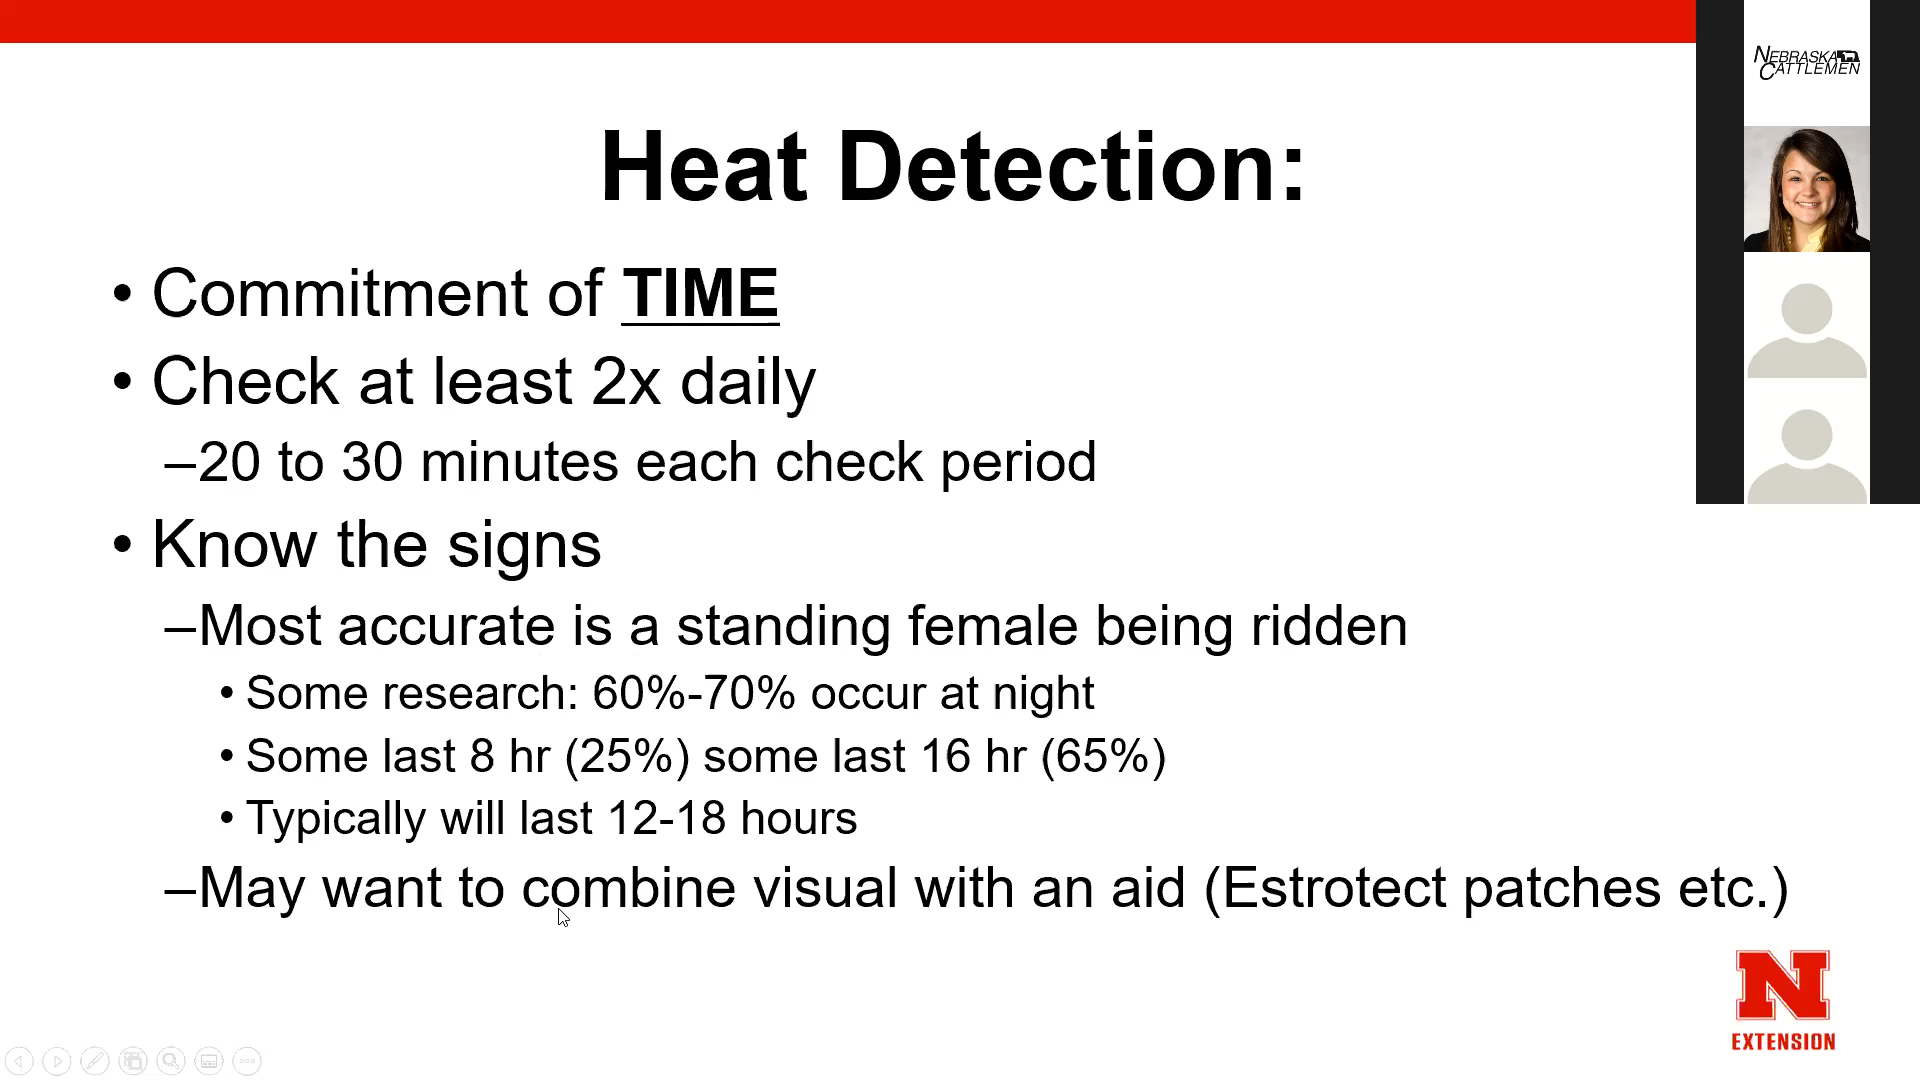 NEBRASKA
CATTLEMEN
Heat Detection:
• Commitment of TIME
• Check at least 2x daily
–20 to 30 minutes each check period
• Know the signs
–Most accurate is a standing female being ridden
• Some research: 60%-70% occur at night
• Some last 8 hr (25%) some last 16 hr (65%)
• Typically will last 12-18 hours
–May want to combine visual with an aid (Estrotect patches etc.)
N
EXTENSION